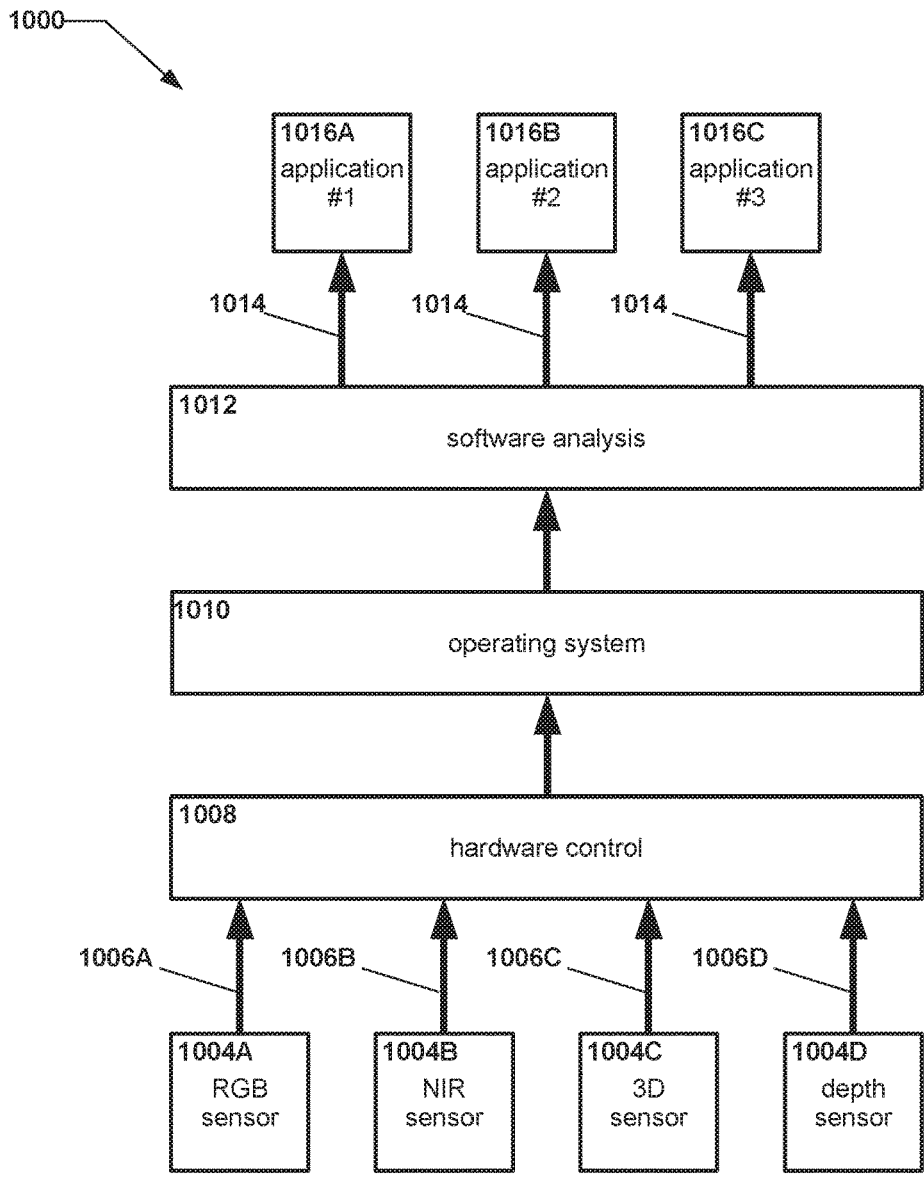 1000
1016A
application
#1
1016B
application
#2
1016C
application
#3
1014
1014
1014
1012
software analysis
1010
operating system
1008
hardware control
1006A
1006B
1006C
1006D
1004A
RGB
sensor
1004B
NIR
sensor
1004C
3D
sensor
1004D
depth
sensor